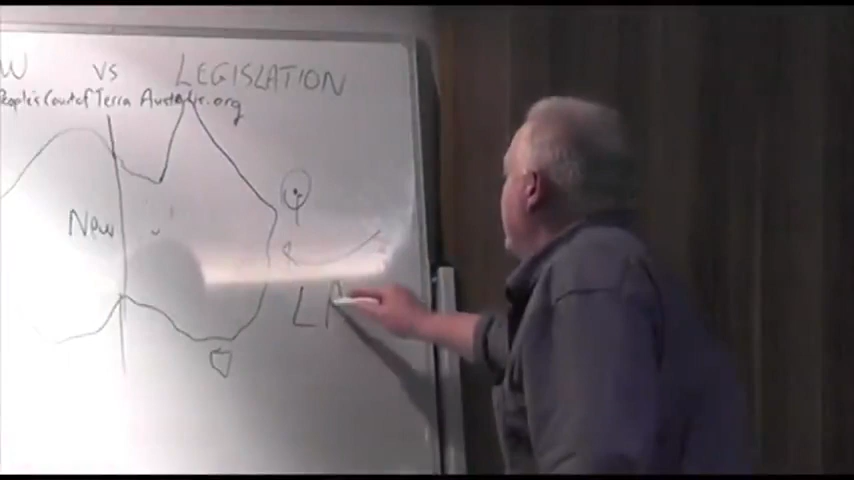 W vs LEGISLATION
People's Court of Terra Australis.org
New
LA